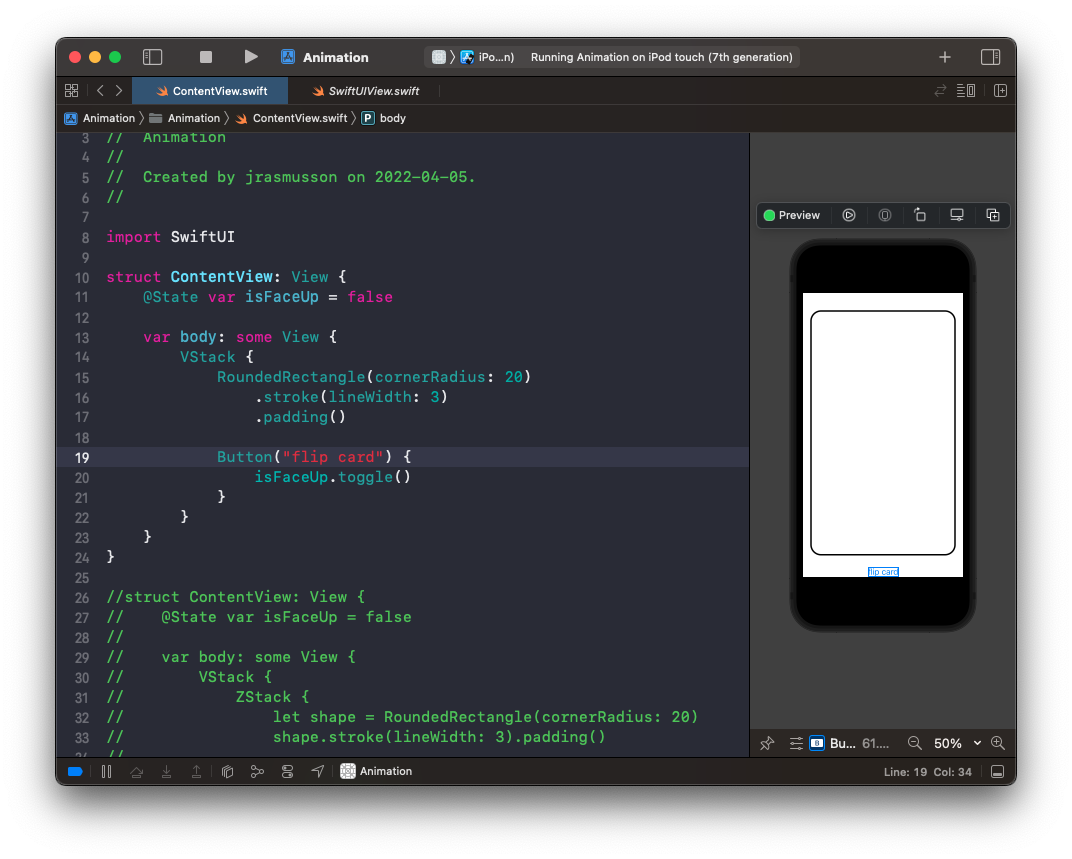 Animation
iPo...n)
Running Animation on iPod touch (7th generation)
ContentView.swift
SwiftUIView.swift
Animation
Animation
ContentView.swift
P
body
3 //  Animation
4 //
5 //  Created by jrasmusson on 2022-04-05.
6 //
7
8 import SwiftUI
9
10 struct ContentView: View {
11     @State var isFaceUp = false
12
13     var body: some View {
14         VStack {
15             RoundedRectangle(cornerRadius: 20)
16                 .stroke(lineWidth: 3)
17                 .padding()
18
19             Button("flip card") {
20                 isFaceUp.toggle()
21             }
22         }
23     }
24 }
25
26 //struct ContentView: View {
27 //    @State var isFaceUp = false
28 //
29 //    var body: some View {
30 //        VStack {
31 //            ZStack {
32 //                let shape = RoundedRectangle(cornerRadius: 20)
33 //                shape.stroke(lineWidth: 3).padding()
34 //
Preview
flip card
B
Bu... 61....
50%
Animation
Line: 19 Col: 34